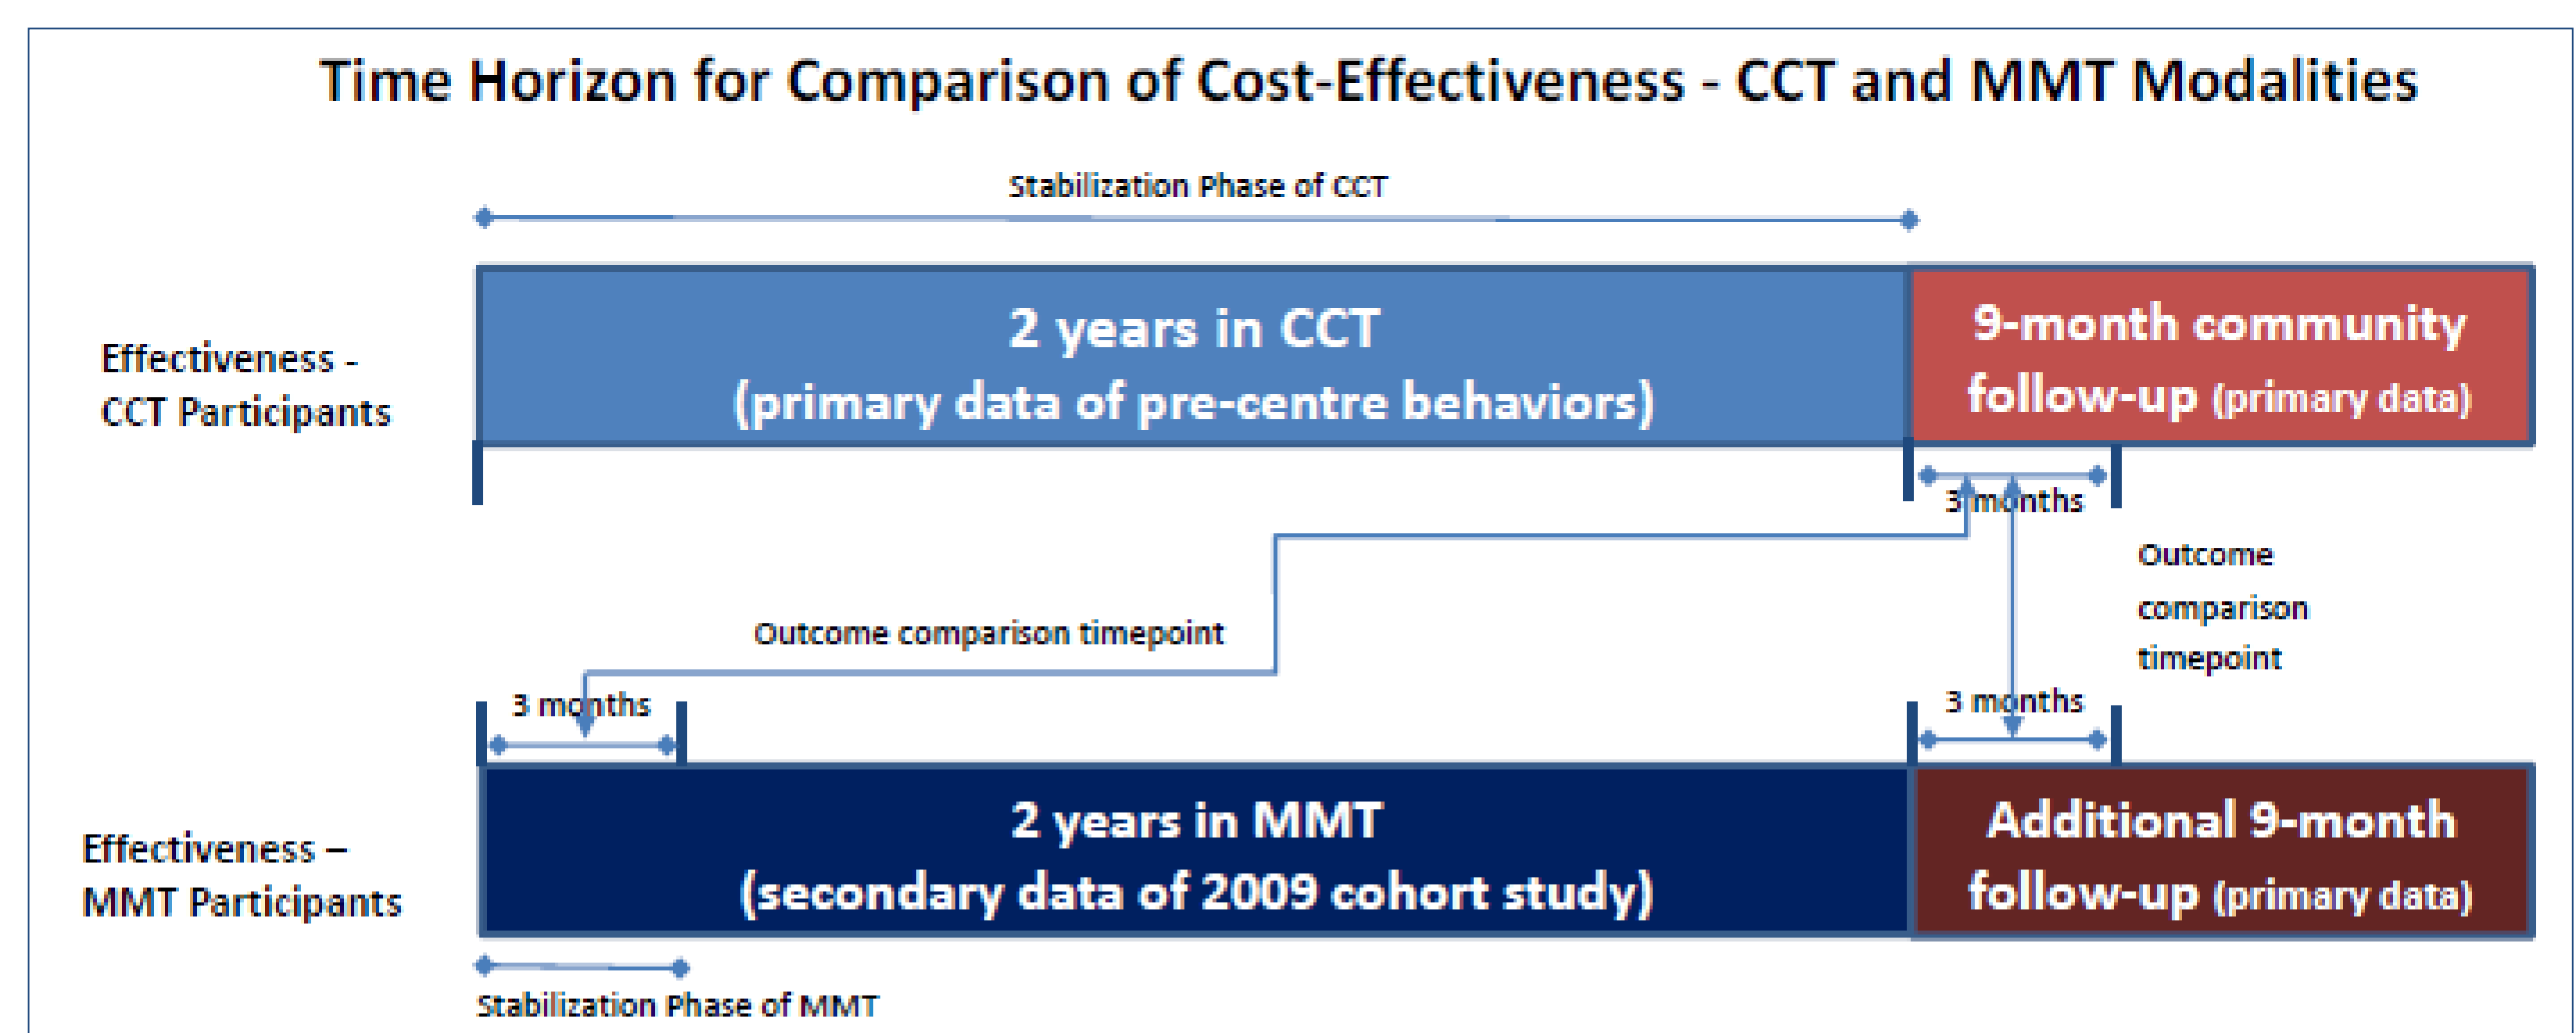 Time Horizon for Comparison of Cost-Effectiveness - CCT and MMT Modalities
Stabilization Phase of CCT
Effectiveness -
CCT Participants
2 years in CCT
(primary data of pre-centre behaviors)
9-month community
follow-up (primary data)
3 months
Outcome
comparison
timepoint
Outcome comparison timepoint
3 months
3 months
Effectiveness –
MMT Participants
2 years in MMT
(secondary data of 2009 cohort study)
Additional 9-month
follow-up (primary data)
Stabilization Phase of MMT